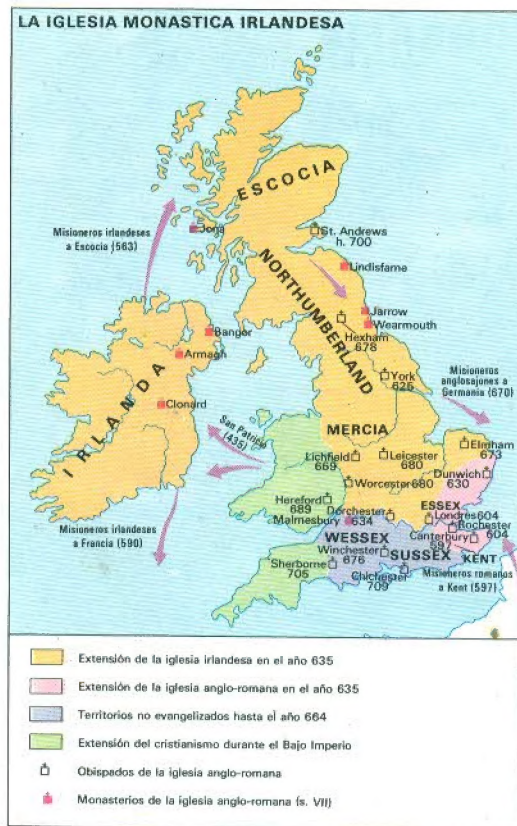 LA IGLESIA MONASTICA IRLANDESA
ESCOCIA
Misioneros irlandeses
a Escocia (563)
Jona
St. Andrews
h. 700
Lindisfarne
NORTHUMBERLAND
Jarrow
Wearmouth
Bangor
Hexham
678
Armagh
IRLANDA
York
625
Misioneros
anglosajones a
Germania (670)
Clonard
San Patricio
(435)
MERCIA
Elmham
673
Lichfield
669
Leicester
680
Dunwich
630
Worcester 680
Hereford
689
ESSEX
Dorchester
634
Londres 604
Malmesbury
Rochester
604
Misioneros irlandeses
a Francia (590)
WESSEX
Canterbury
597
KENT
Winchester
676
SUSSEX
Sherborne
705
Misioneros romanos
a Kent (597)
Chichester
709
Extensión de la iglesia irlandesa en el año 635
Extensión de la iglesia anglo-romana en el año 635
Territorios no evangelizados hasta el año 664
Extensión del cristianismo durante el Bajo Imperio
Obispados de la iglesia anglo-romana
Monasterios de la iglesia anglo-romana (s. VII)